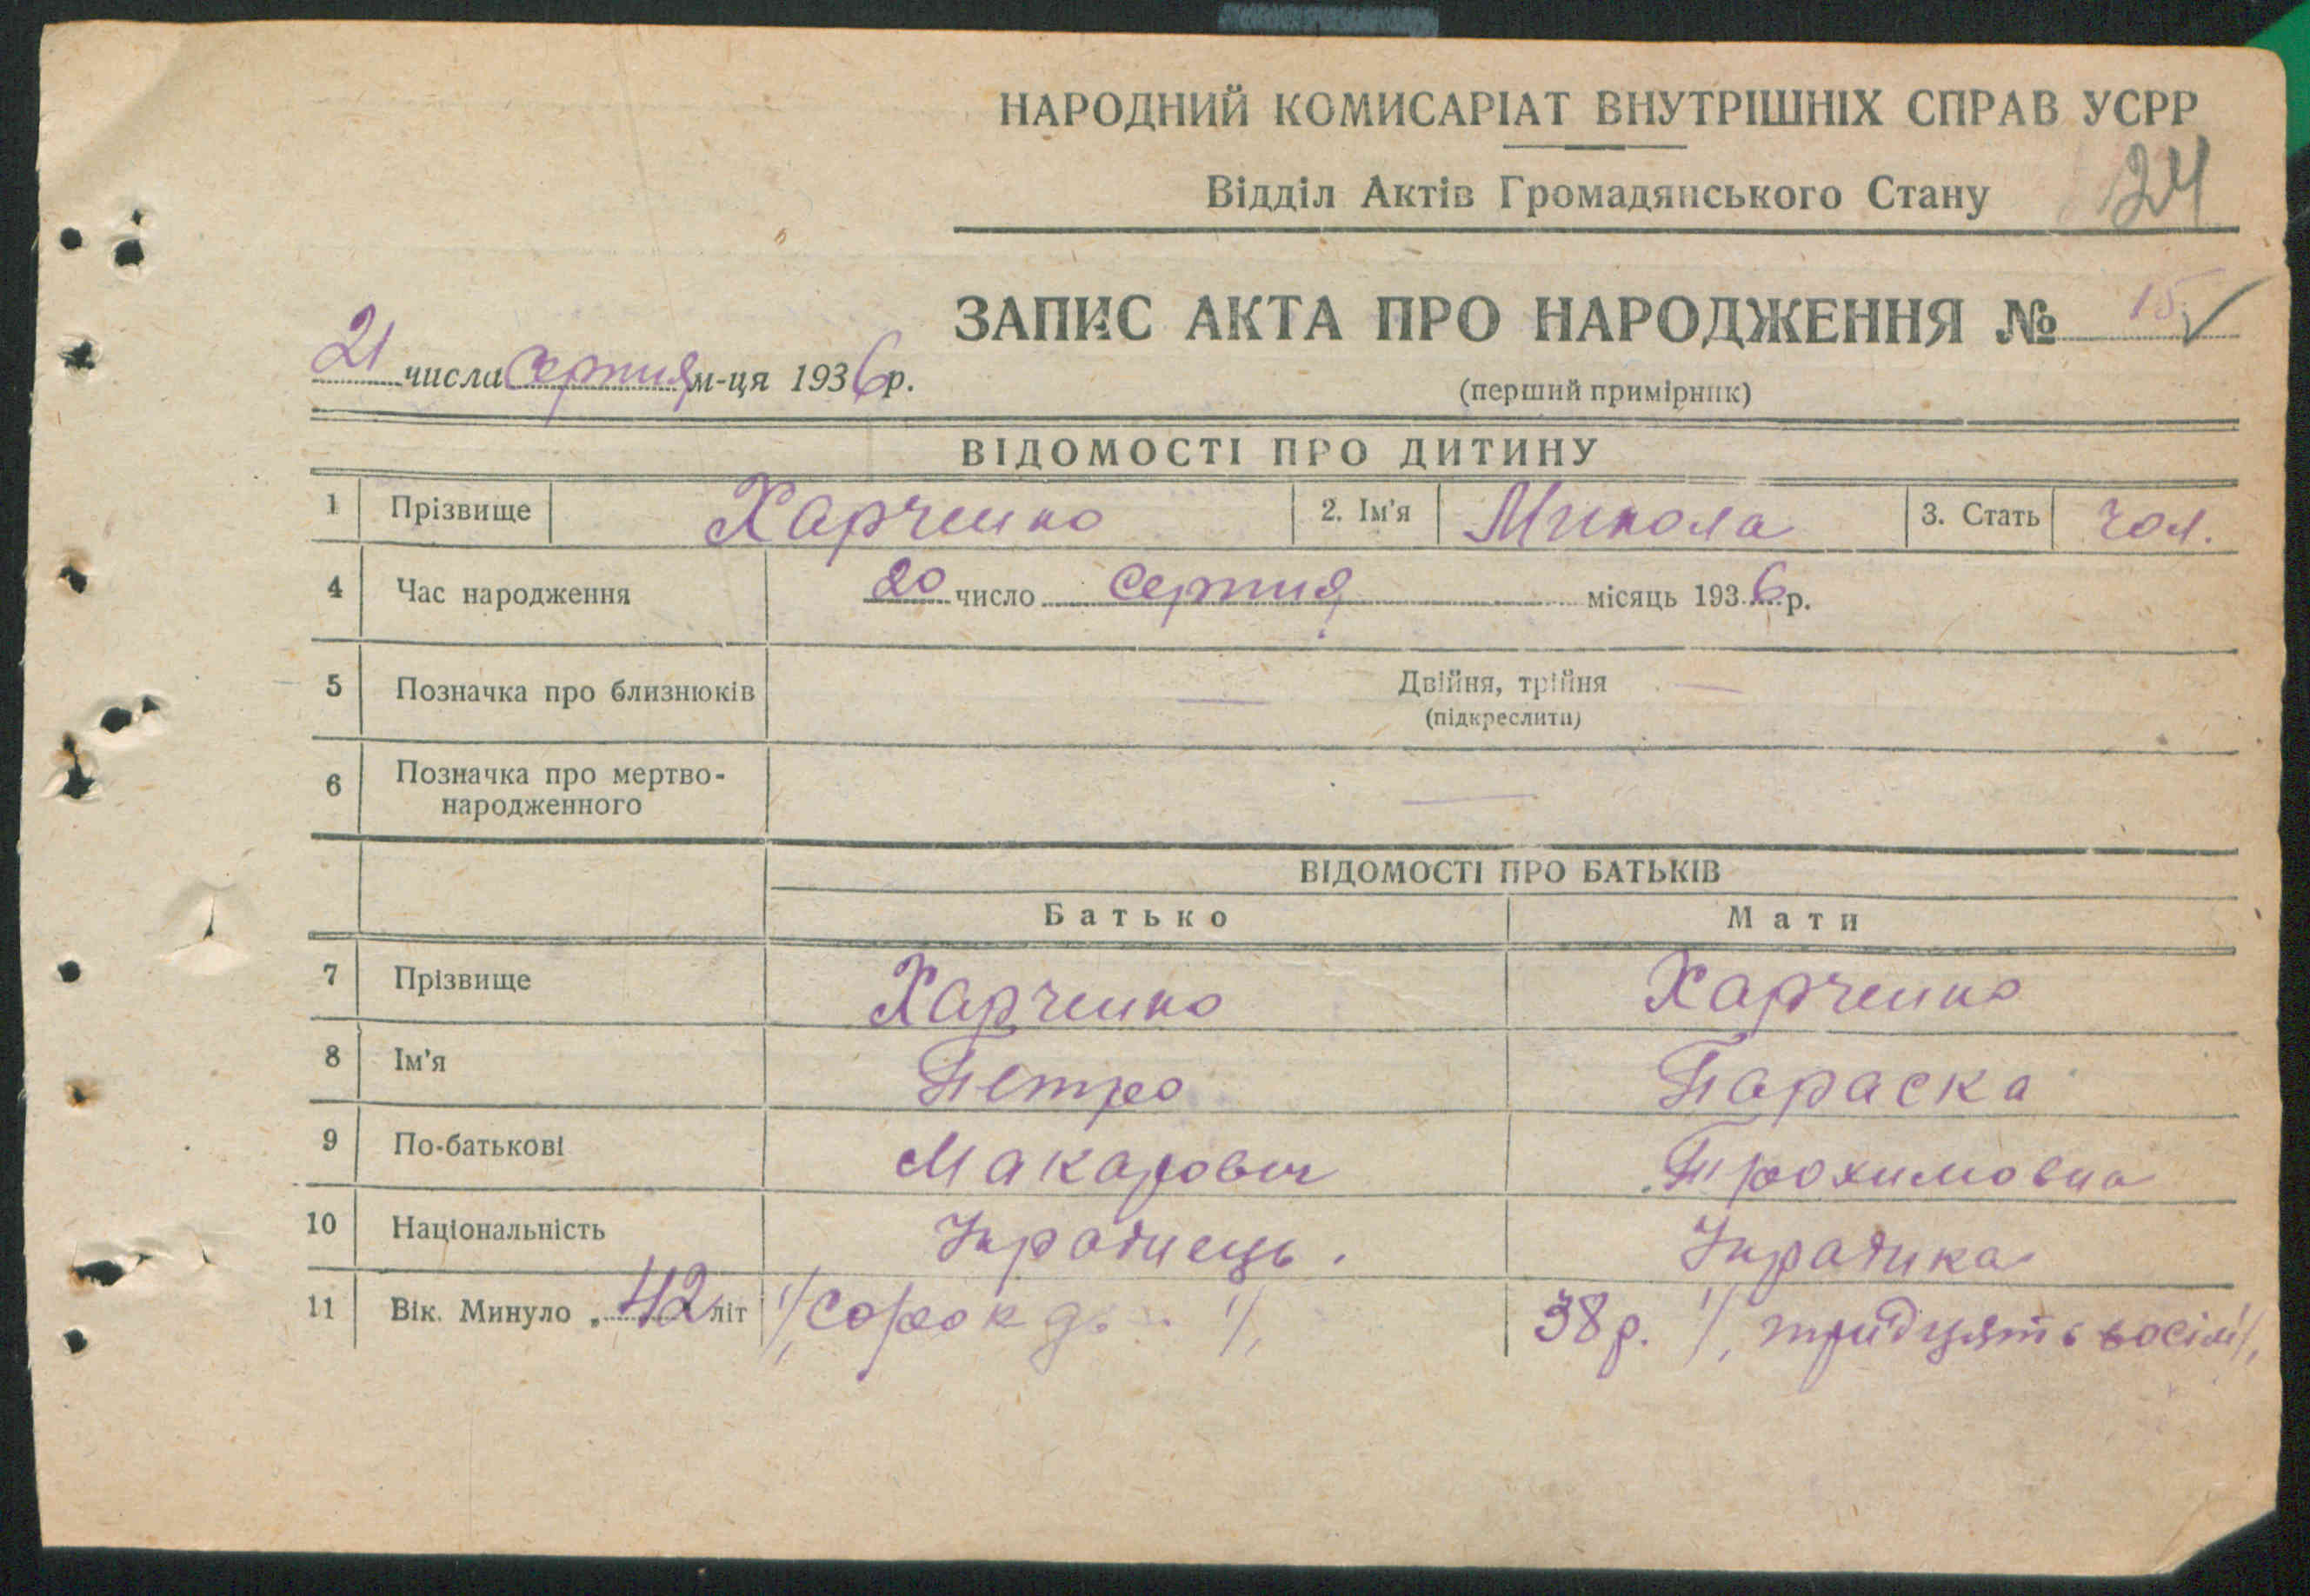 НАРОДНИЙ КОМИСАРІАТ ВНУТРІШНІХ СПРАВ УСРР
Відділ Актів Громадянського Стану 24
ЗАПИС АКТА ПРО НАРОДЖЕННЯ № 15
21 числа серпня м-ця 1936 р.
(перший примірник)
ВІДОМОСТІ ПРО ДИТИНУ
1 Прізвище Харченко 2. Ім'я Микола 3. Стать чол.
4 Час народження 20 число серпня місяць 1936 р.
5 Позначка про близнюків — Двійня, трійня —
(підкреслити)
6 Позначка про мертво-
народженного —
ВІДОМОСТІ ПРО БАТЬКІВ
Батько Мати
7 Прізвище Харченко Харченко
8 Ім'я Петро Параска
9 По-батькові Макарович Трохимовна
10 Національність Українець. Українка
11 Вік. Минуло 42 літ /Сорок /, 38 р. /, тридцять восім/,